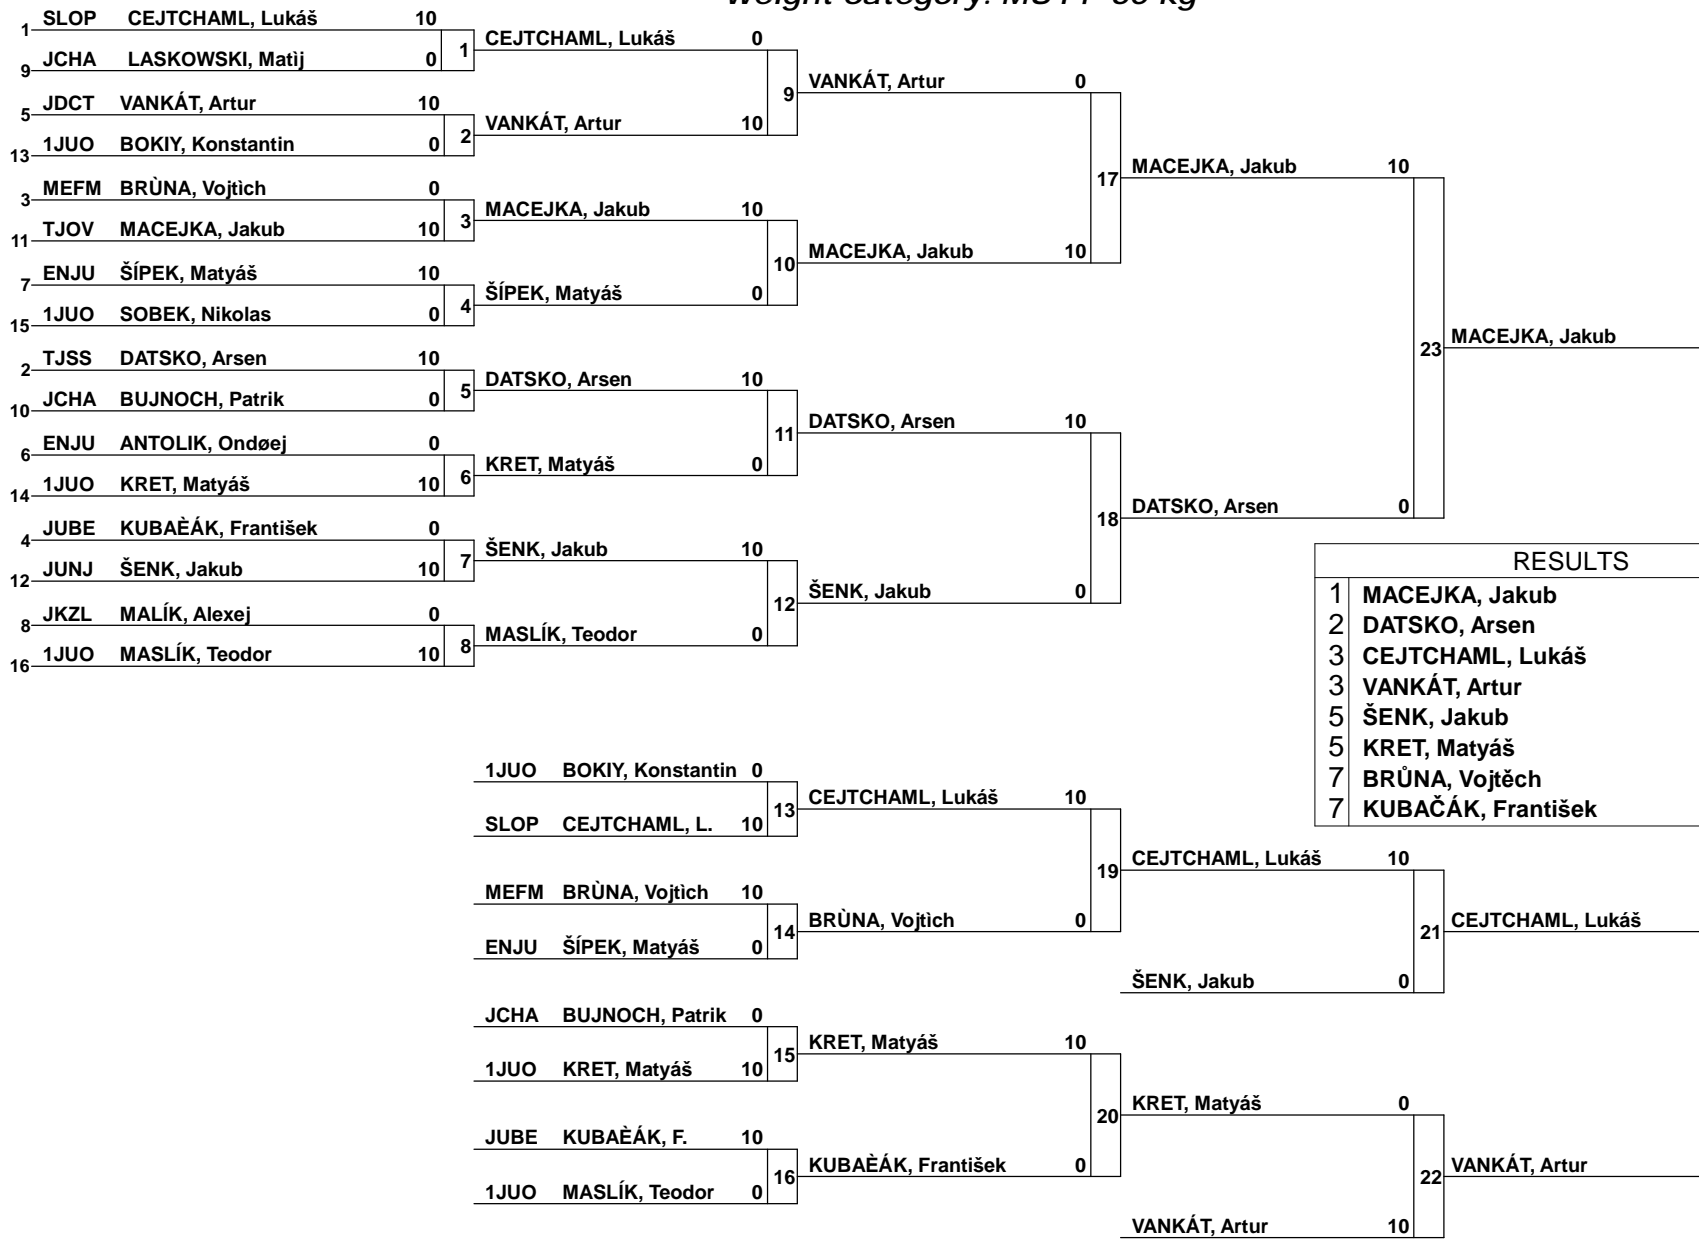 1 SLOP CEJTCHAML, Lukáš 10
9 JCHA LASKOWSKI, Matìj 0
1
5 JDCT VANKÁT, Artur 10
13 1JUO BOKIY, Konstantin 0
2
3 MEFM BRÙNA, Vojtìch 0
11 TJOV MACEJKA, Jakub 10
3
7 ENJU ŠÍPEK, Matyáš 10
15 1JUO SOBEK, Nikolas 0
4
2 TJSS DATSKO, Arsen 10
10 JCHA BUJNOCH, Patrik 0
5
6 ENJU ANTOLIK, Ondøej 0
14 1JUO KRET, Matyáš 10
6
4 JUBE KUBAÈÁK, František 0
12 JUNJ ŠENK, Jakub 10
7
8 JKZL MALÍK, Alexej 0
16 1JUO MASLÍK, Teodor 10
8
CEJTCHAML, Lukáš 0
VANKÁT, Artur 10
9
MACEJKA, Jakub 10
ŠÍPEK, Matyáš 0
10
DATSKO, Arsen 10
KRET, Matyáš 0
11
ŠENK, Jakub 10
MASLÍK, Teodor 0
12
VANKÁT, Artur 0
MACEJKA, Jakub 10
17
DATSKO, Arsen 10
ŠENK, Jakub 0
18
MACEJKA, Jakub 10
DATSKO, Arsen 0
23
MACEJKA, Jakub
RESULTS
1 MACEJKA, Jakub
2 DATSKO, Arsen
3 CEJTCHAML, Lukáš
3 VANKÁT, Artur
5 ŠENK, Jakub
5 KRET, Matyáš
7 BRŮNA, Vojtěch
7 KUBAČÁK, František
1JUO BOKIY, Konstantin 0
SLOP CEJTCHAML, L. 10
13
MEFM BRÙNA, Vojtìch 10
ENJU ŠÍPEK, Matyáš 0
14
JCHA BUJNOCH, Patrik 0
1JUO KRET, Matyáš 10
15
JUBE KUBAÈÁK, F. 10
1JUO MASLÍK, Teodor 0
16
CEJTCHAML, Lukáš 10
BRÙNA, Vojtìch 0
19
KRET, Matyáš 10
KUBAÈÁK, František 0
20
CEJTCHAML, Lukáš 10
ŠENK, Jakub 0
21
KRET, Matyáš 0
VANKÁT, Artur 10
22
CEJTCHAML, Lukáš
VANKÁT, Artur